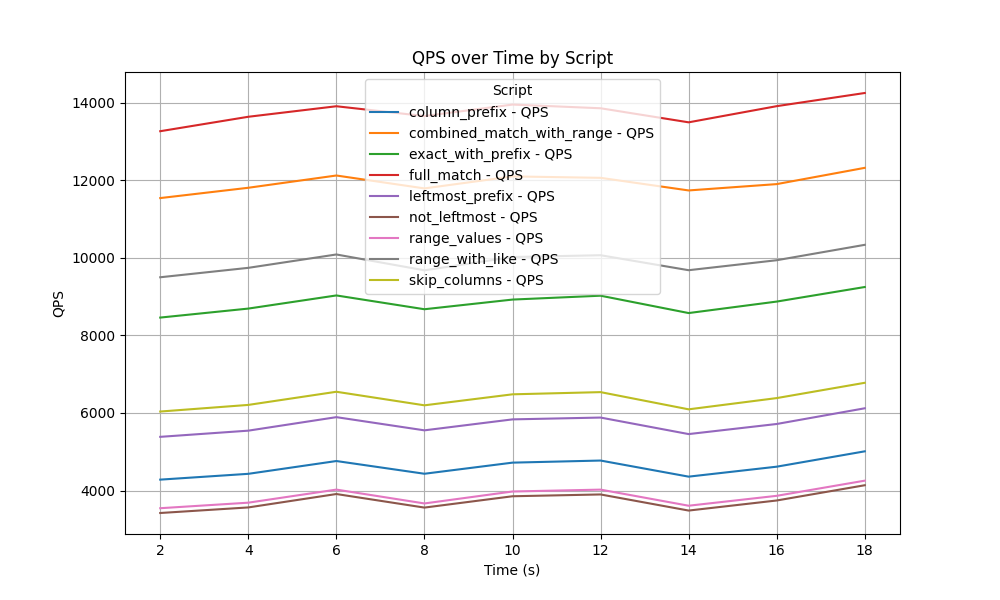 QPS over Time by Script
14000
12000
10000
8000
6000
4000
QPS
Script
column_prefix - QPS
combined_match_with_range - QPS
exact_with_prefix - QPS
full_match - QPS
leftmost_prefix - QPS
not_leftmost - QPS
range_values - QPS
range_with_like - QPS
skip_columns - QPS
2 4 6 8 10 12 14 16 18
Time (s)